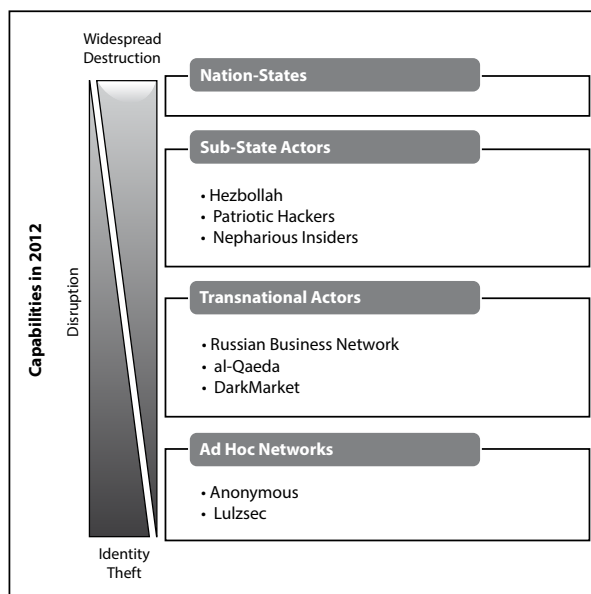 Widespread
Destruction
Nation-States
Sub-State Actors
• Hezbollah
• Patriotic Hackers
• Nepharious Insiders
Capabilities in 2012
Disruption
Transnational Actors
• Russian Business Network
• al-Qaeda
• DarkMarket
Ad Hoc Networks
• Anonymous
• Lulzsec
Identity
Theft